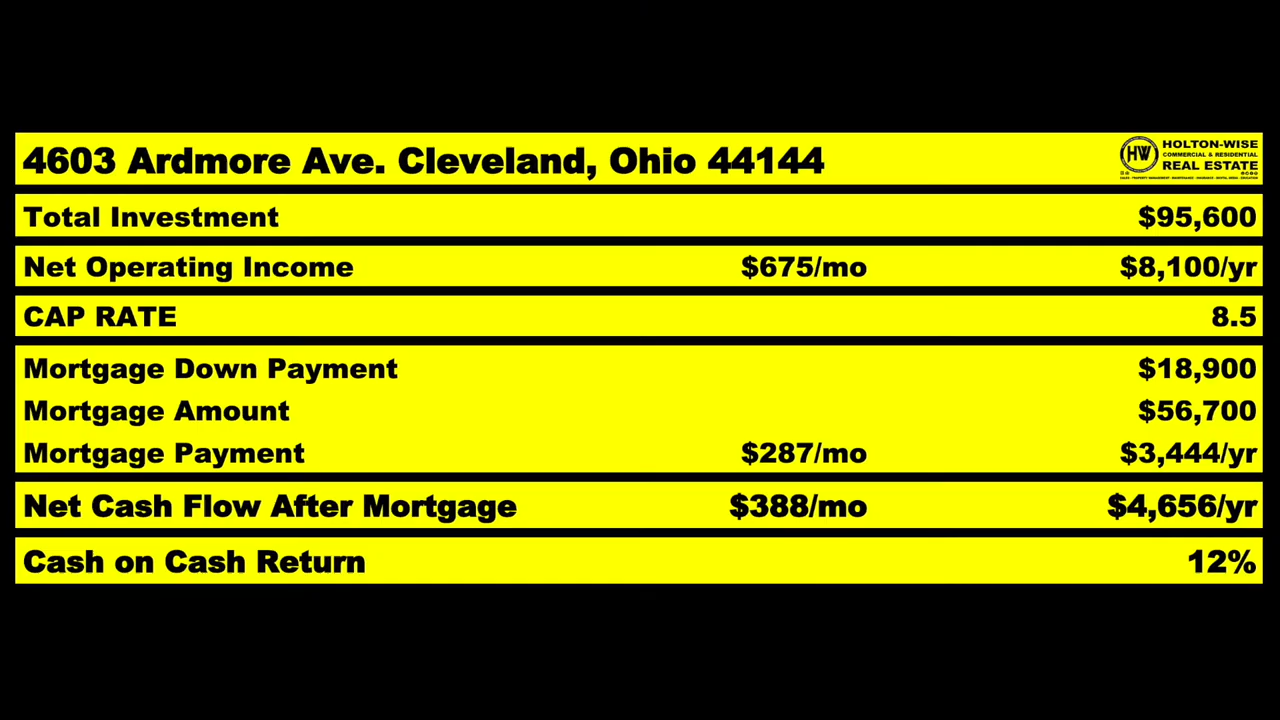 4603 Ardmore Ave. Cleveland, Ohio 44144
HW HOLTON-WISE
COMMERCIAL & RESIDENTIAL
REAL ESTATE
Total Investment $95,600
Net Operating Income $675/mo $8,100/yr
CAP RATE 8.5
Mortgage Down Payment $18,900
Mortgage Amount $56,700
Mortgage Payment $287/mo $3,444/yr
Net Cash Flow After Mortgage $388/mo $4,656/yr
Cash on Cash Return 12%